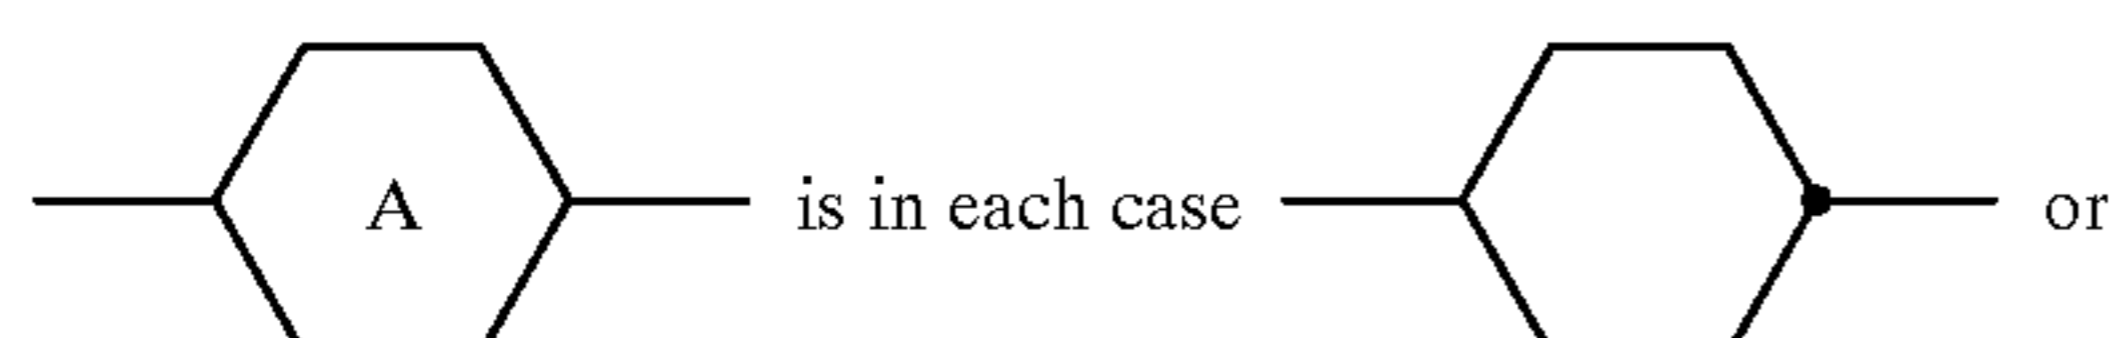 A is in each case or